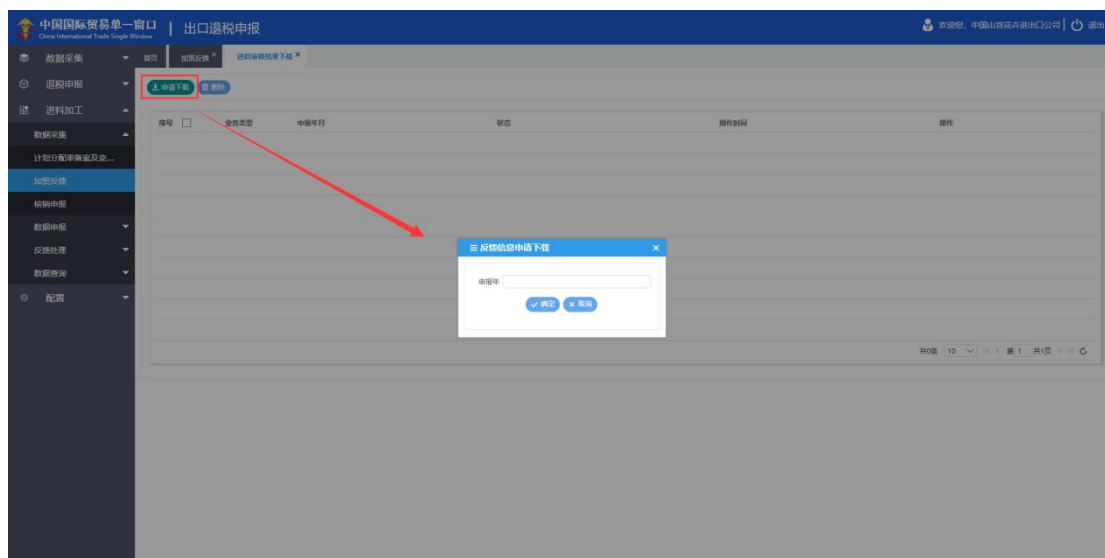 中国国际贸易单一窗口 | 出口退税申报
China International Trade Single Window
欢迎您，中国山货花卉进出口公司 | 退出
数据采集
首页 加贸反馈 × 进料审核结果下载 ×
退税申报
申请下载 删除
进料加工
序号 业务类型 申报年月 状态 操作时间 操作
数据采集
计划分配率备案及变...
加贸反馈
核销申报
数据申报
反馈处理
反馈信息申请下载 ×
数据查询
申报年
配置
确定 × 取消
共0条 10 第 1 共1页